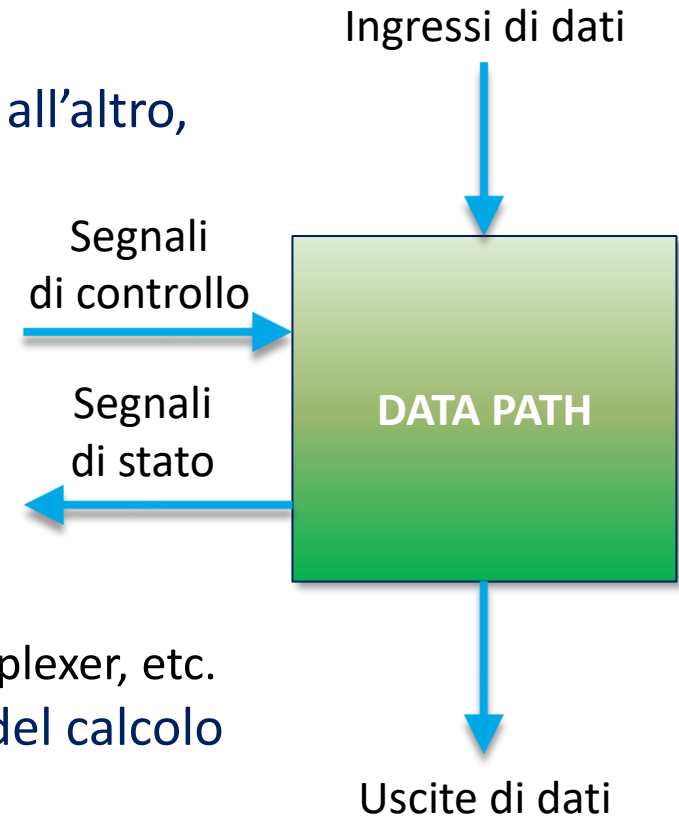 Ingressi di dati
all’altro,
Segnali
di controllo
Segnali
di stato
DATA PATH
plexer, etc.
del calcolo
Uscite di dati